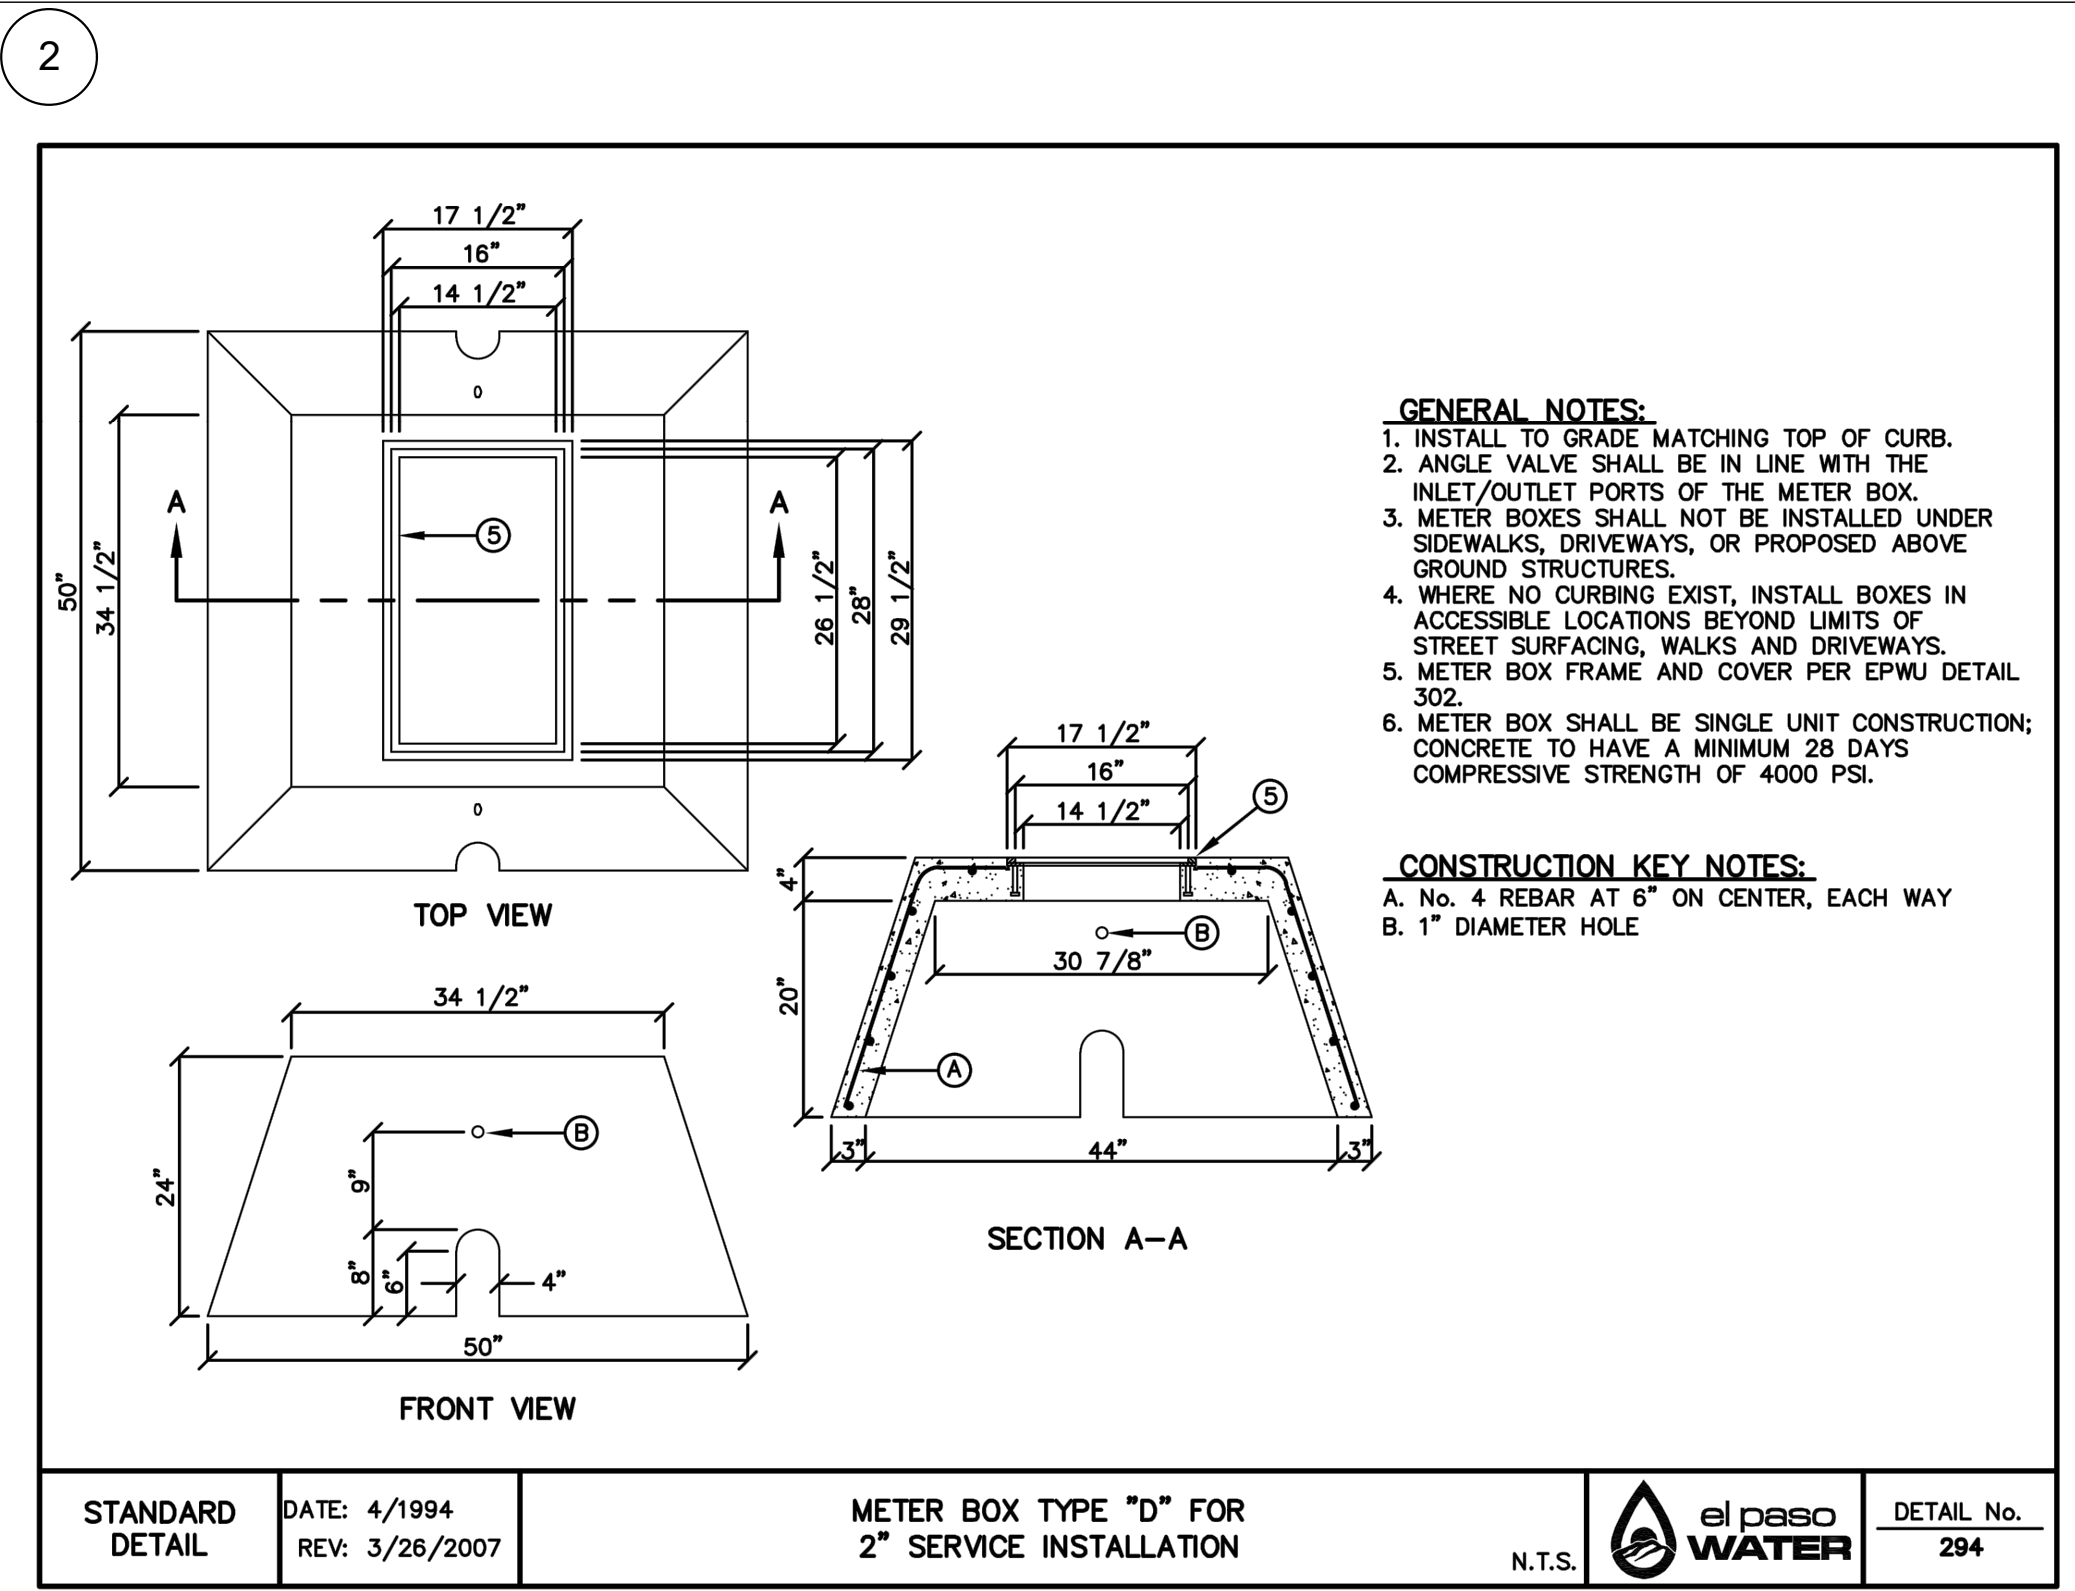 2
17 1/2”
16”
14 1/2”
A
A
5
50”
34 1/2”
26 1/2”
28”
29 1/2”
TOP VIEW
34 1/2”
24”
B
9”
8”
6”
4”
50”
FRONT VIEW
17 1/2”
16”
14 1/2”
5
4”
20”
B
30 7/8”
A
3”
44”
3”
SECTION A–A
GENERAL NOTES:
1. INSTALL TO GRADE MATCHING TOP OF CURB.
2. ANGLE VALVE SHALL BE IN LINE WITH THE
INLET/OUTLET PORTS OF THE METER BOX.
3. METER BOXES SHALL NOT BE INSTALLED UNDER
SIDEWALKS, DRIVEWAYS, OR PROPOSED ABOVE
GROUND STRUCTURES.
4. WHERE NO CURBING EXIST, INSTALL BOXES IN
ACCESSIBLE LOCATIONS BEYOND LIMITS OF
STREET SURFACING, WALKS AND DRIVEWAYS.
5. METER BOX FRAME AND COVER PER EPWU DETAIL
302.
6. METER BOX SHALL BE SINGLE UNIT CONSTRUCTION;
CONCRETE TO HAVE A MINIMUM 28 DAYS
COMPRESSIVE STRENGTH OF 4000 PSI.
CONSTRUCTION KEY NOTES:
A. No. 4 REBAR AT 6” ON CENTER, EACH WAY
B. 1” DIAMETER HOLE
STANDARD
DETAIL
DATE: 4/1994
REV: 3/26/2007
METER BOX TYPE ”D” FOR
2” SERVICE INSTALLATION
N.T.S.
el paso
WATER
DETAIL No.
294